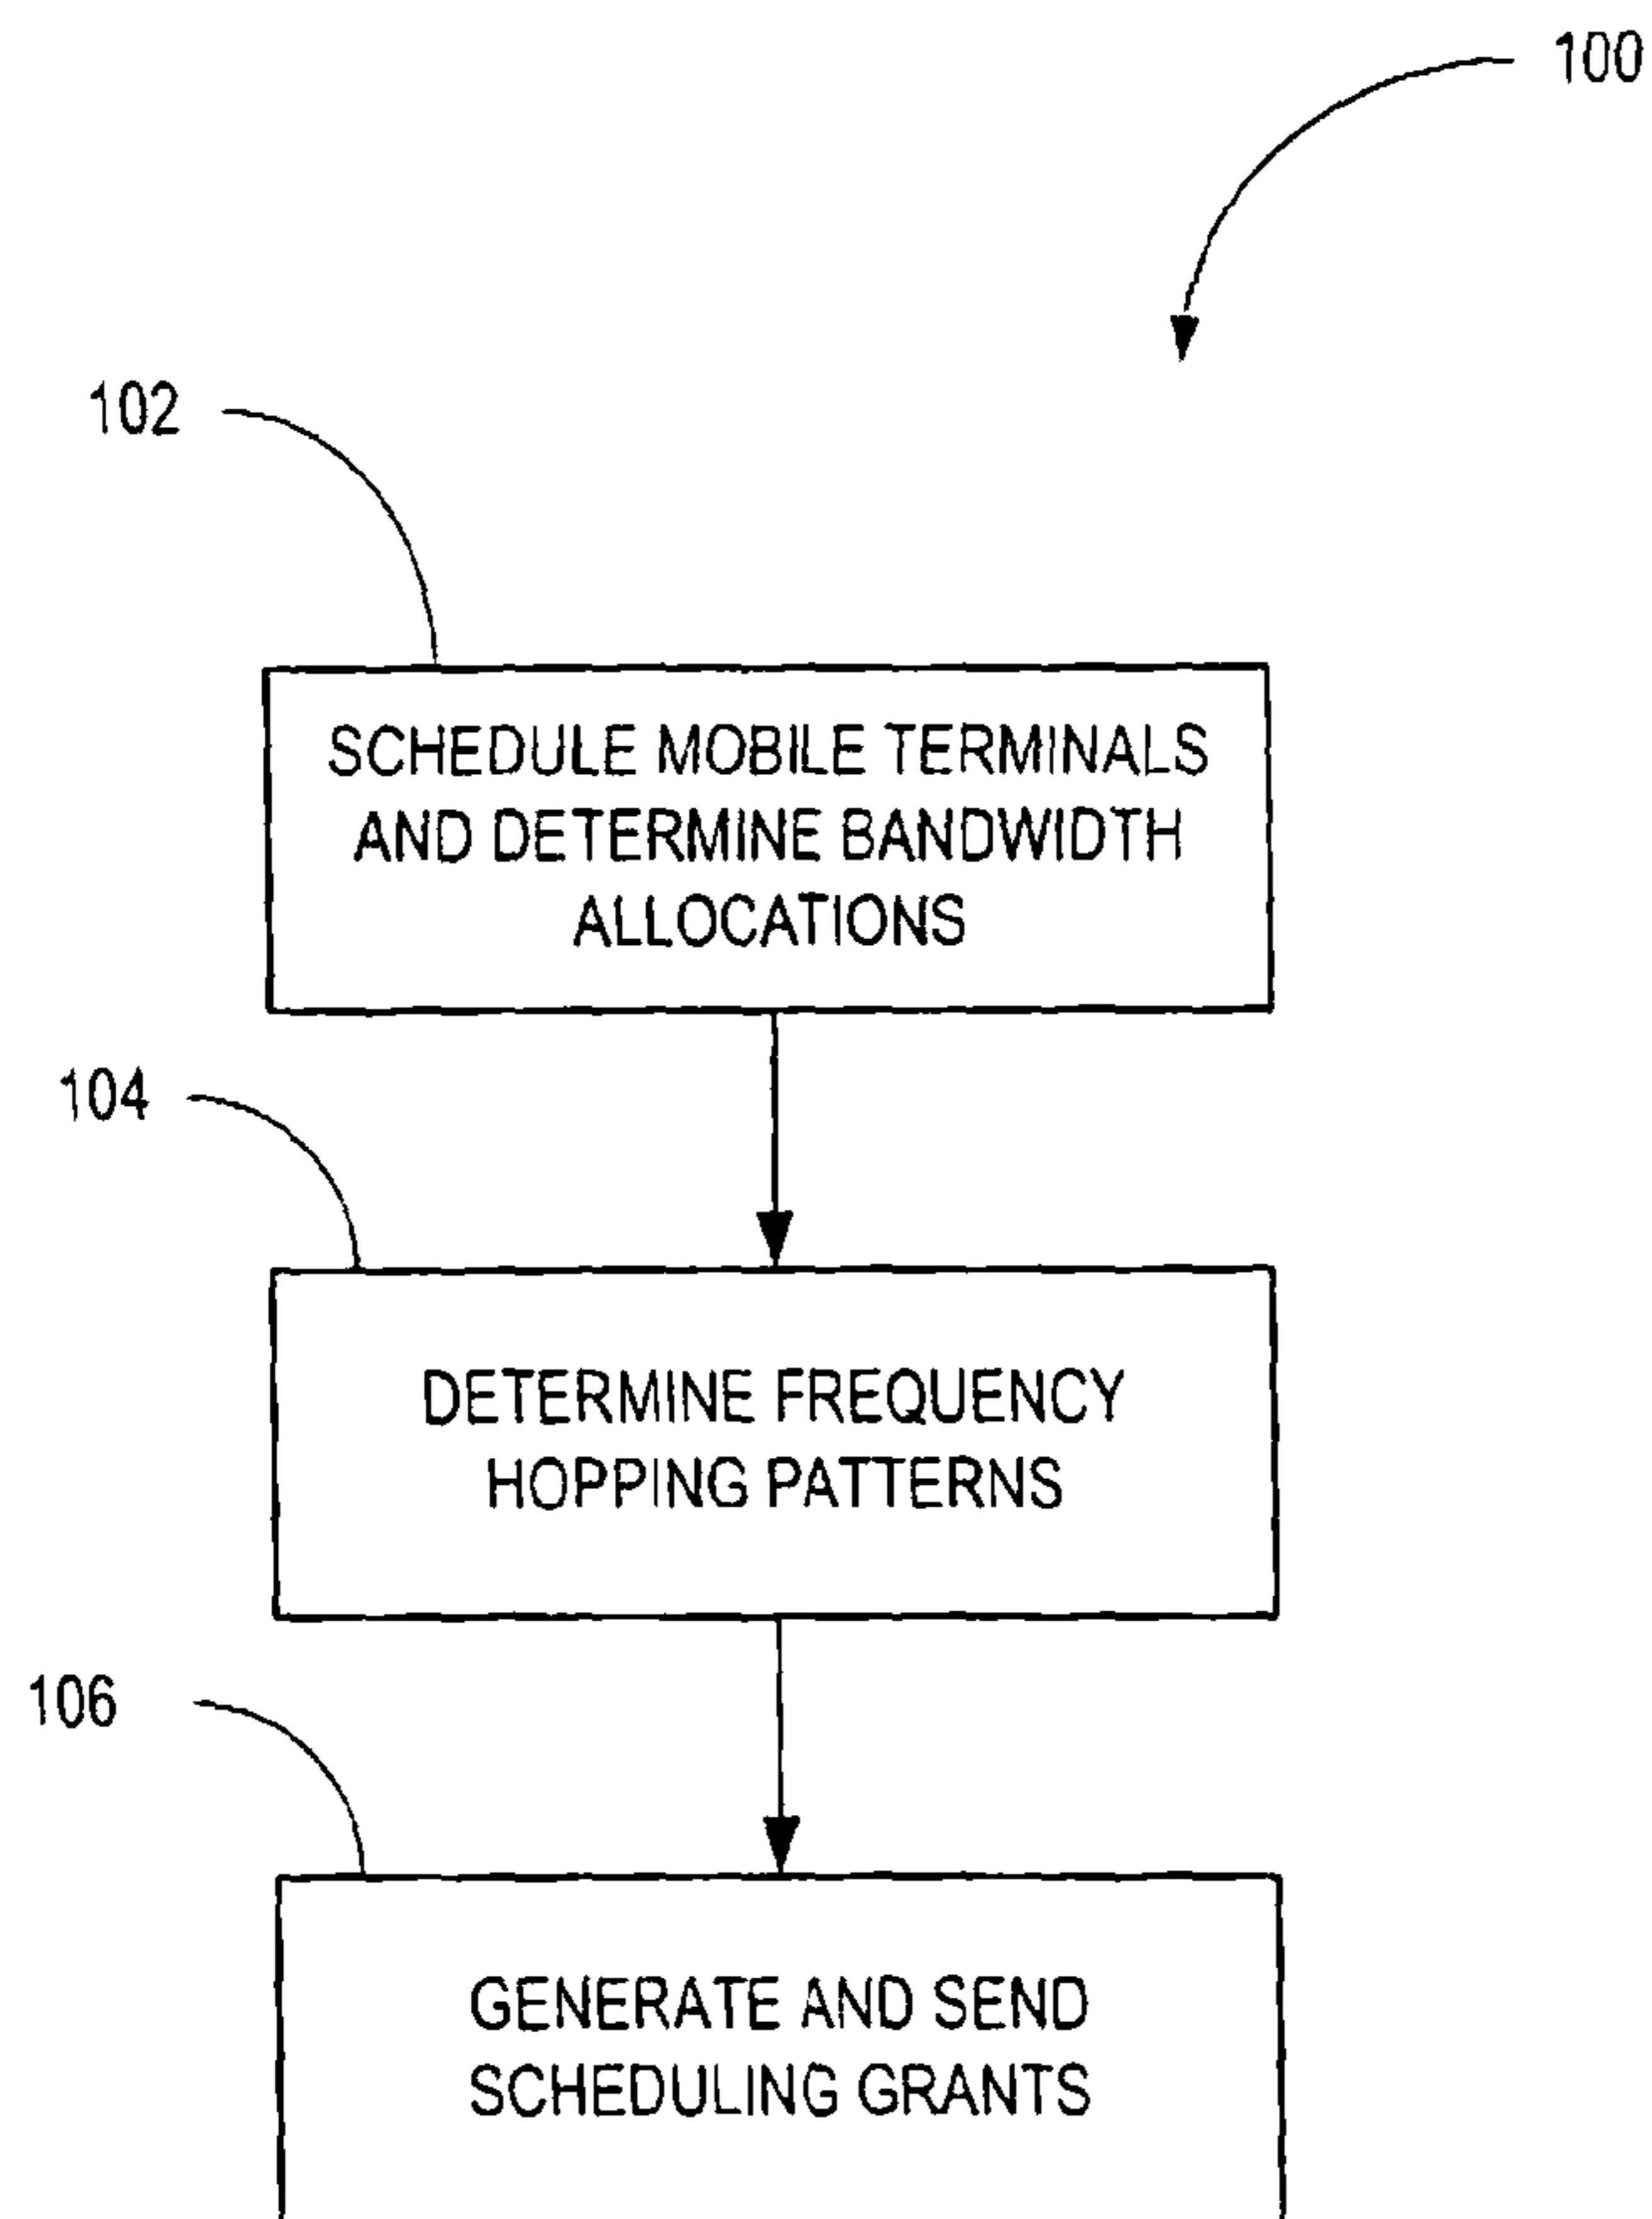 100
102
SCHEDULE MOBILE TERMINALS
AND DETERMINE BANDWIDTH
ALLOCATIONS
104
DETERMINE FREQUENCY
HOPPING PATTERNS
106
GENERATE AND SEND
SCHEDULING GRANTS